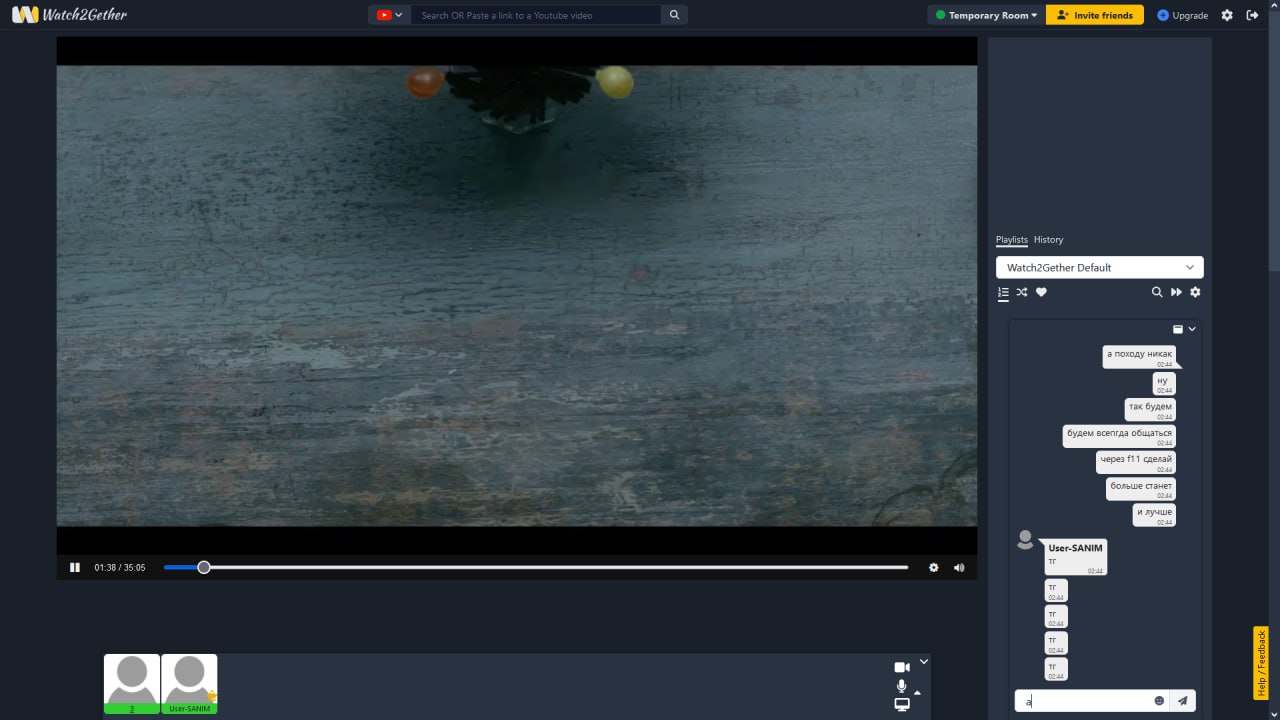 Watch2Gether
Search OR Paste a link to a Youtube video
Temporary Room
Invite friends
Upgrade
Playlists
History
Watch2Gether Default
а походу никак
02:44
ну
02:44
так будем
02:44
будем всепгда общаться
02:44
через f11 сделай
02:44
больше станет
02:44
и лучше
02:44
User-SANIM
тг
02:44
тг
02:44
тг
02:44
тг
02:44
тг
02:44
01:38 / 35:05
Help / Feedback
User-SANIM
а